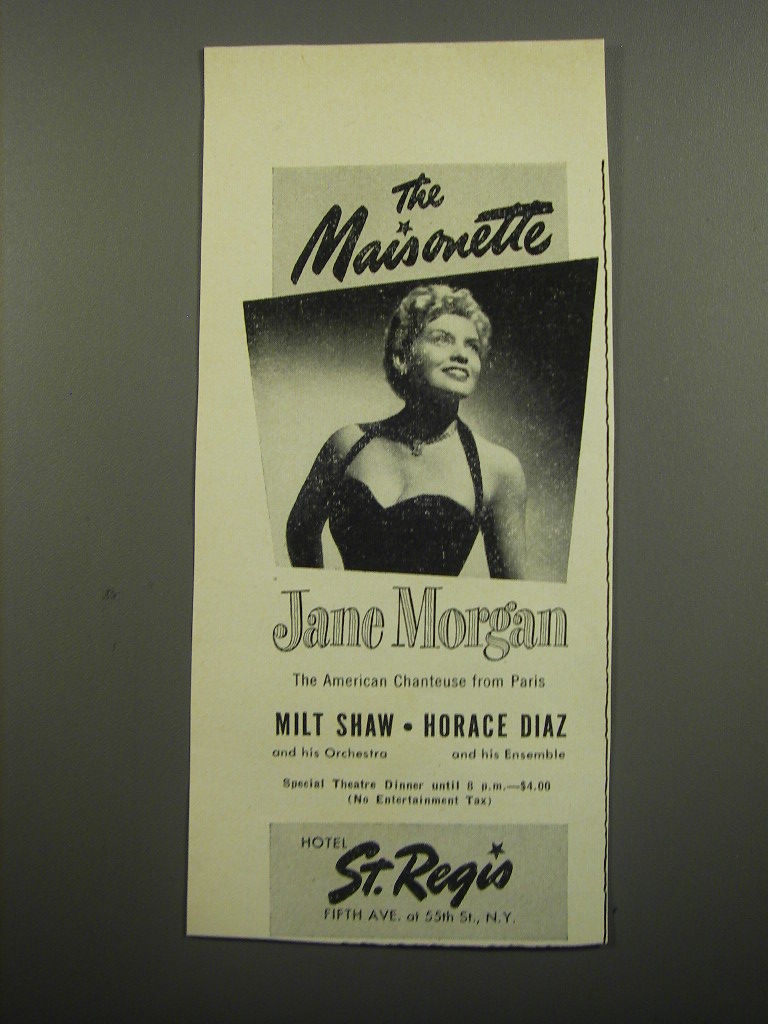 The
Maisonette
Jane Morgan
The American Chanteuse from Paris
MILT SHAW • HORACE DIAZ
and his Orchestra and his Ensemble
Special Theatre Dinner until 8 p.m.—$4.00
(No Entertainment Tax)
HOTEL
St. Regis
FIFTH AVE. at 55th St., N.Y.